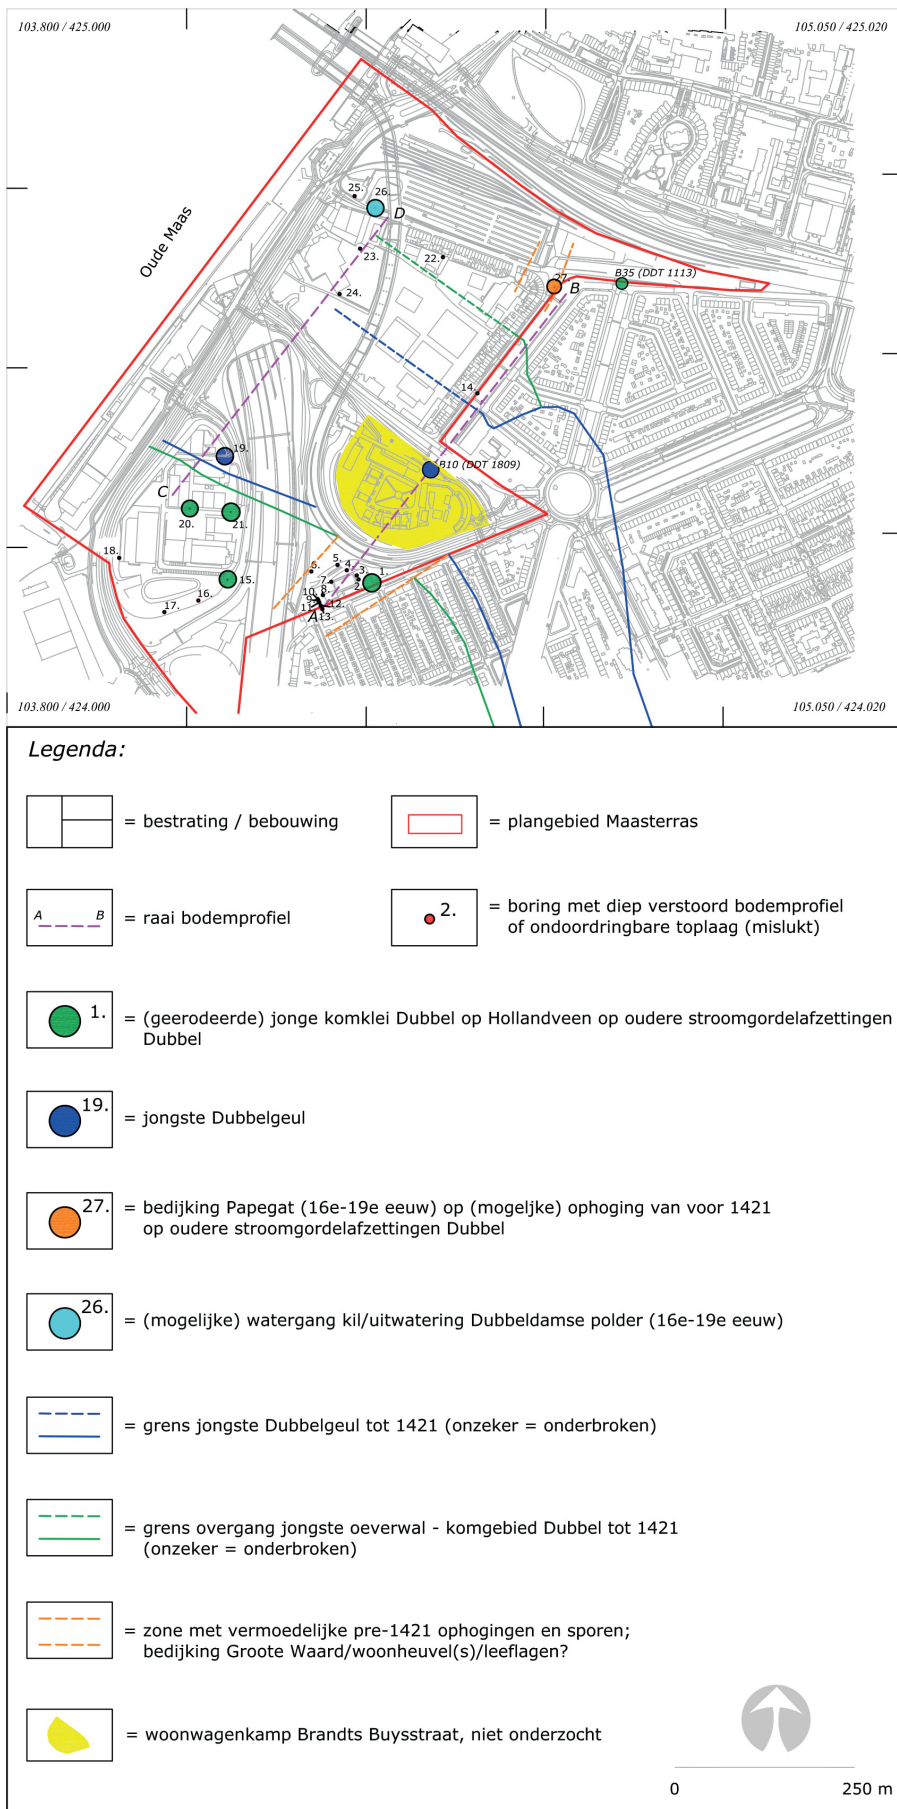 103.800 / 425.000
105.050 / 425.020
Oude Maas
25.
26.
D
23.
22.
24.
27.
B
B35 (DDT 1113)
14.
19.
B10 (DDT 1809)
C
20.
21.
18.
15.
16.
17.
5.
4.
6.
3.
1.
7.
2.
8.
10.
9.
11.
12.
A
13.
103.800 / 424.000
105.050 / 424.020
Legenda:
= bestrating / bebouwing
= plangebied Maasterras
A B
= raai bodemprofiel
2.
= boring met diep verstoord bodemprofiel
of ondoordringbare toplaag (mislukt)
1.
= (geerodeerde) jonge komklei Dubbel op Hollandveen op oudere stroomgordelafzettingen
Dubbel
19.
= jongste Dubbelgeul
27.
= bedijking Papegat (16e-19e eeuw) op (mogeljke) ophoging van voor 1421
op oudere stroomgordelafzettingen Dubbel
26.
= (mogelijke) watergang kil/uitwatering Dubbeldamse polder (16e-19e eeuw)
= grens jongste Dubbelgeul tot 1421 (onzeker = onderbroken)
= grens overgang jongste oeverwal - komgebied Dubbel tot 1421
(onzeker = onderbroken)
= zone met vermoedelijke pre-1421 ophogingen en sporen;
bedijking Groote Waard/woonheuvel(s)/leeflagen?
= woonwagenkamp Brandts Buysstraat, niet onderzocht
0
250 m